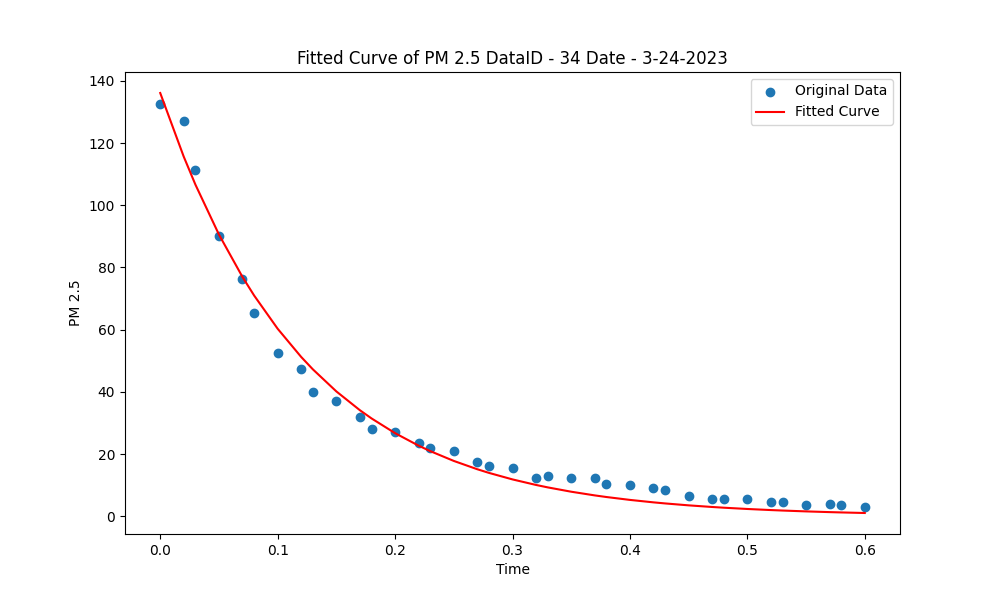 Fitted Curve of PM 2.5 DataID - 34 Date - 3-24-2023
Original Data
Fitted Curve
PM 2.5
140
120
100
80
60
40
20
0
0.0 0.1 0.2 0.3 0.4 0.5 0.6
Time